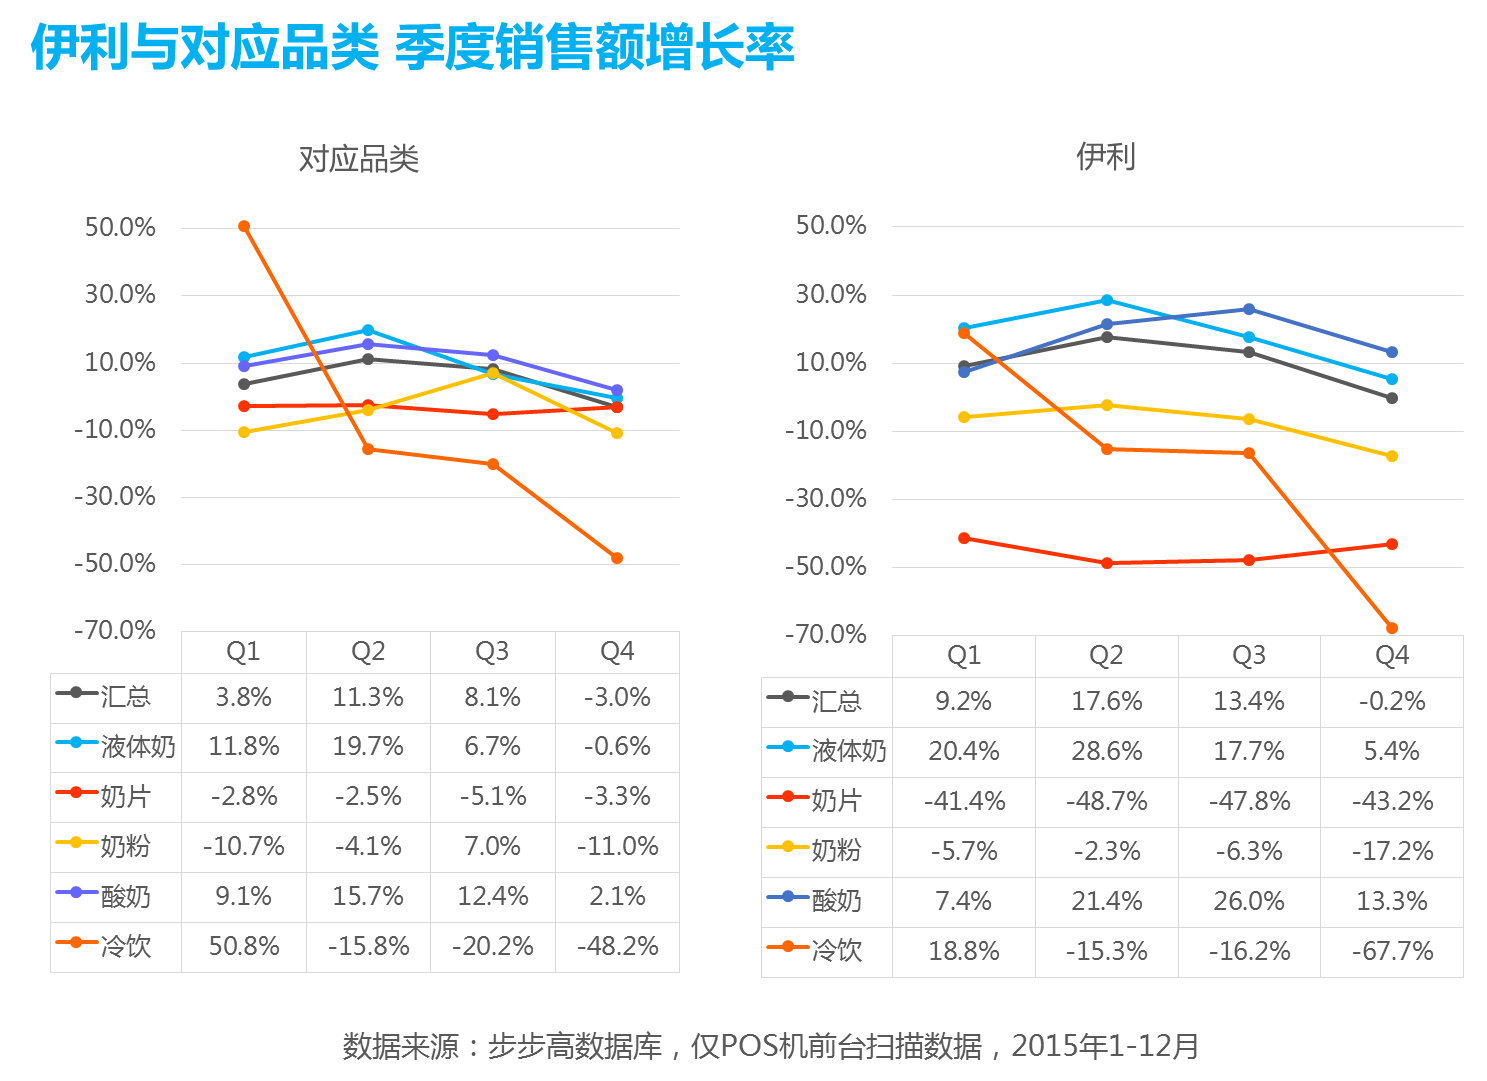 伊利与对应品类 季度销售额增长率
对应品类
50.0%
30.0%
10.0%
-10.0%
-30.0%
-50.0%
-70.0%
Q1 Q2 Q3 Q4
汇总 3.8% 11.3% 8.1% -3.0%
液体奶 11.8% 19.7% 6.7% -0.6%
奶片 -2.8% -2.5% -5.1% -3.3%
奶粉 -10.7% -4.1% 7.0% -11.0%
酸奶 9.1% 15.7% 12.4% 2.1%
冷饮 50.8% -15.8% -20.2% -48.2%
伊利
50.0%
30.0%
10.0%
-10.0%
-30.0%
-50.0%
-70.0%
Q1 Q2 Q3 Q4
汇总 9.2% 17.6% 13.4% -0.2%
液体奶 20.4% 28.6% 17.7% 5.4%
奶片 -41.4% -48.7% -47.8% -43.2%
奶粉 -5.7% -2.3% -6.3% -17.2%
酸奶 7.4% 21.4% 26.0% 13.3%
冷饮 18.8% -15.3% -16.2% -67.7%
数据来源：步步高数据库，仅POS机前台扫描数据，2015年1-12月